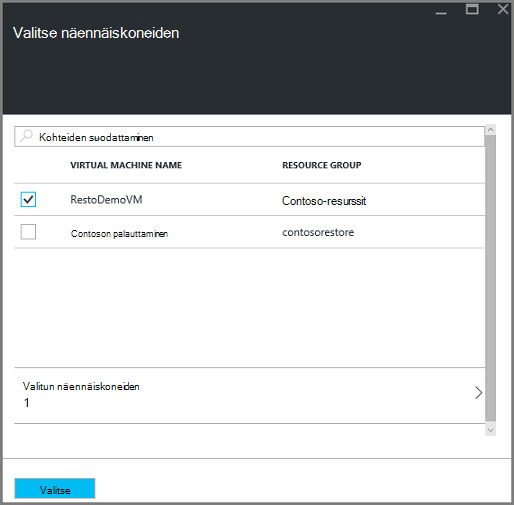 Valitse näennäiskoneiden
Kohteiden suodattaminen
VIRTUAL MACHINE NAME RESOURCE GROUP
RestoDemoVM Contoso-resurssit
Contoson palauttaminen contosorestore
Valitun näennäiskoneiden
1
Valitse